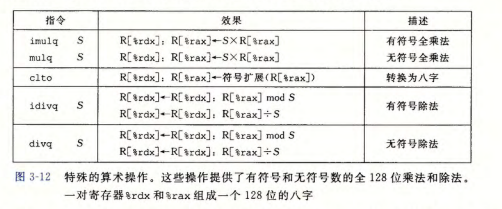 指令 效果 描述
imulq S R[%rdx]:R[%rax]←S×R[%rax] 有符号全乘法
mulq S R[%rdx]:R[%rax]←S×R[%rax] 无符号全乘法
clto R[%rdx]:R[%rax]←符号扩展(R[%rax]) 转换为八字
R[%rdx]←R[%rdx]:R[%rax] mod S
idivq S 有符号除法
R[%rdx]←R[%rdx]:R[%rax]÷S
R[%rdx]←R[%rdx]:R[%rax] mod S
divq S 无符号除法
R[%rdx]←R[%rdx]:R[%rax]÷S
图 3-12 特殊的算术操作。这些操作提供了有符号和无符号数的全 128 位乘法和除法。
一对寄存器%rdx 和%rax 组成一个 128 位的八字